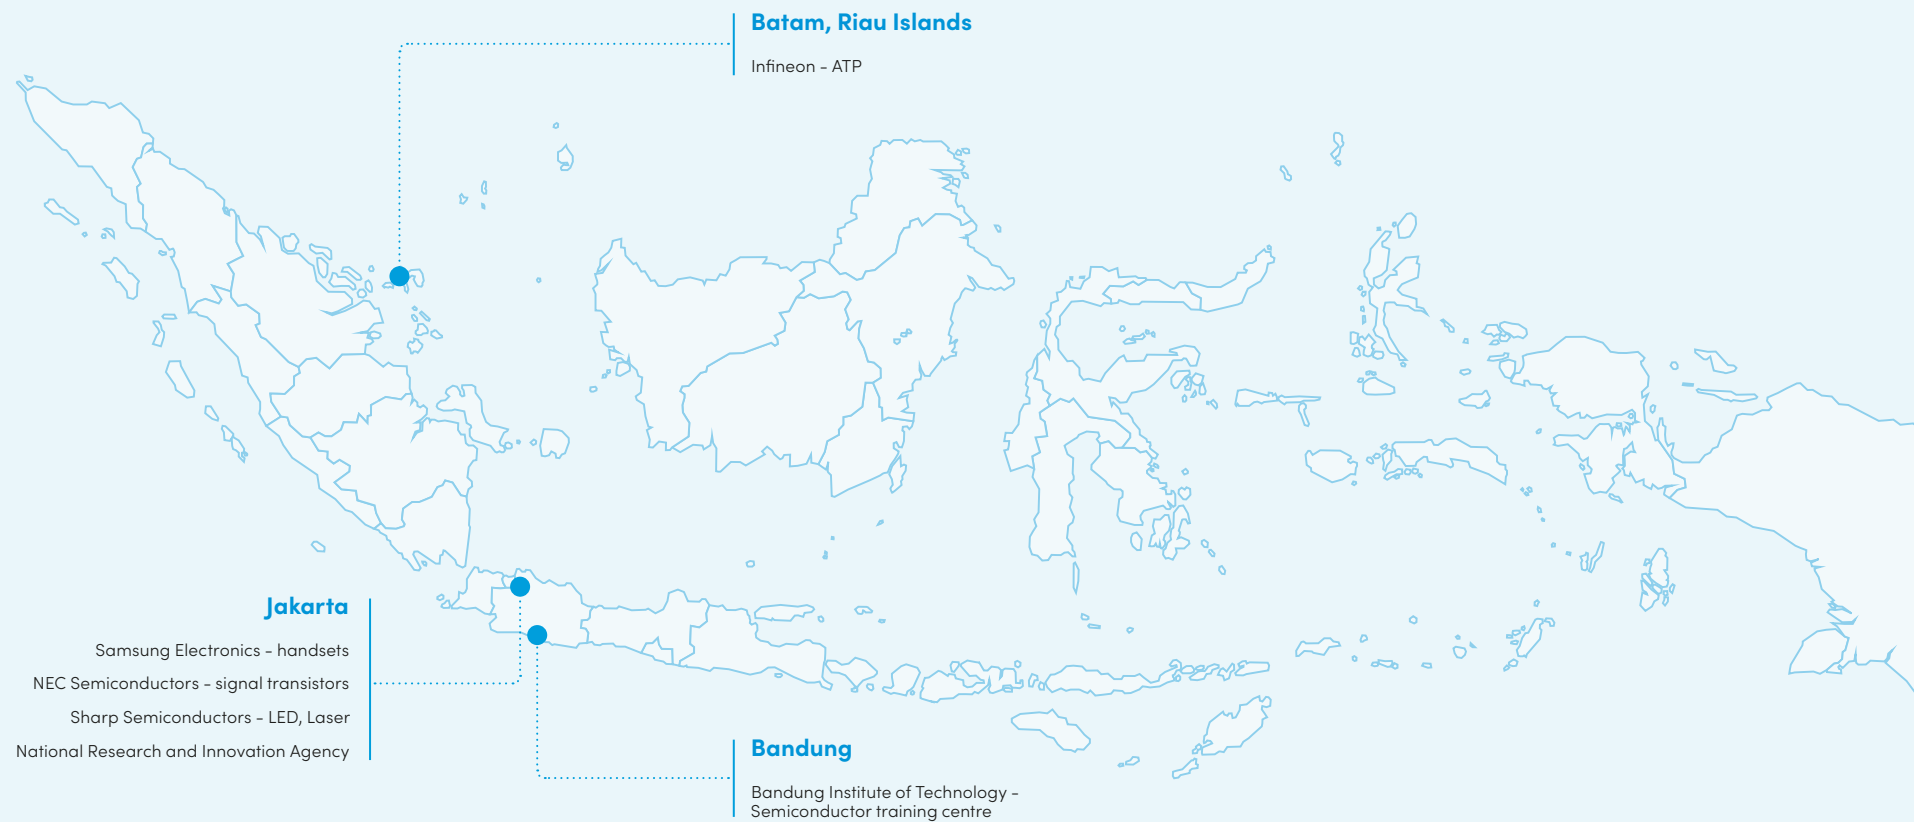 Batam, Riau Islands
Infineon - ATP
Jakarta
Samsung Electronics - handsets
NEC Semiconductors - signal transistors
Sharp Semiconductors - LED, Laser
National Research and Innovation Agency
Bandung
Bandung Institute of Technology -
Semiconductor training centre